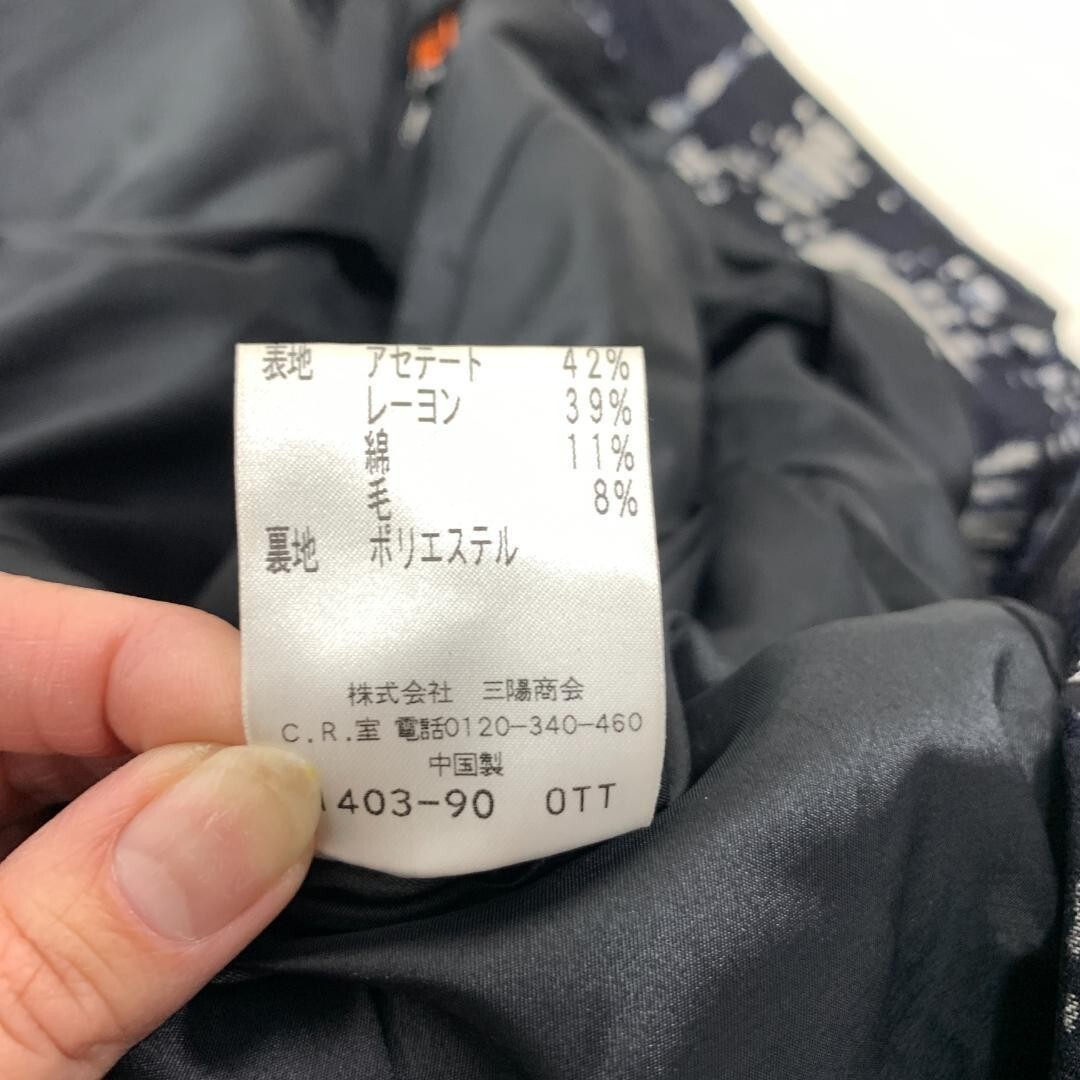 表地 アセテート 42%
レーヨン 39%
綿 11%
毛 8%
裏地 ポリエステル
株式会社 三陽商会
C.R.室 電話0120-340-460
中国製
1403-90 OTT